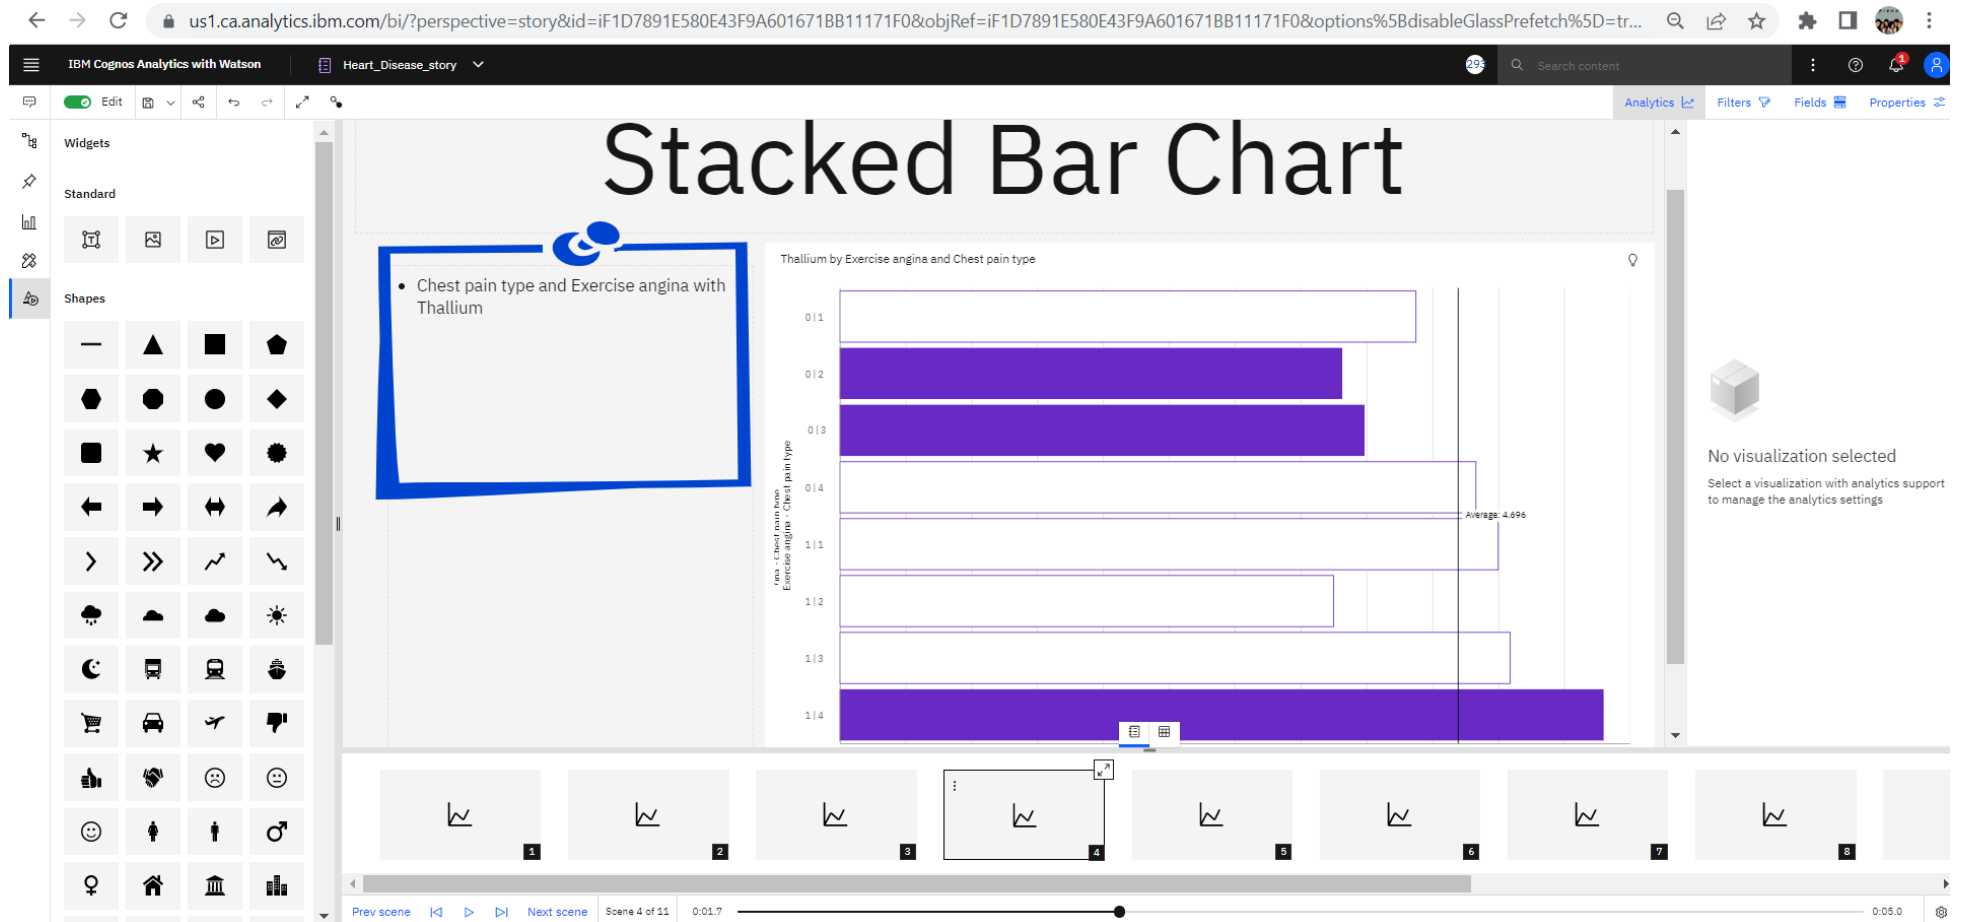 us1.ca.analytics.ibm.com/bi/?perspective=story&id=iF1D7891E580E43F9A601671BB11171F0&objRef=iF1D7891E580E43F9A601671BB11171F0&options%5BdisableGlassPrefetch%5D=tr...
IBM Cognos Analytics with Watson
Heart_Disease_story
Search content
1
Edit
Analytics
Filters
Fields
Properties
Widgets
Standard
Shapes
Stacked Bar Chart
• Chest pain type and Exercise angina with
Thallium
Thallium by Exercise angina and Chest pain type
Exercise angina - Chest pain type
0|1
0|2
0|3
0|4
1|1
1|2
1|3
1|4
Average: 4.696
No visualization selected
Select a visualization with analytics support
to manage the analytics settings
1
2
3
4
5
6
7
8
Prev scene
Next scene
Scene 4 of 11
0:01.7
0:05.0